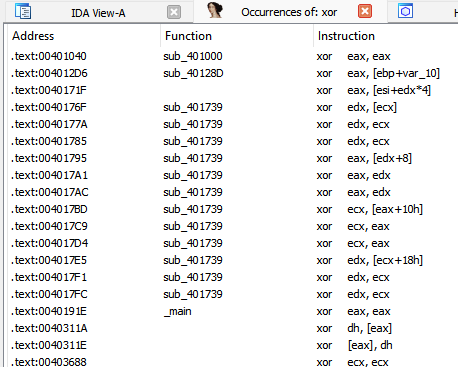 IDA View-A Occurrences of: xor
Address Function Instruction
.text:00401040 sub_401000 xor eax, eax
.text:004012D6 sub_40128D xor eax, [ebp+var_10]
.text:0040171F xor eax, [esi+edx*4]
.text:0040176F sub_401739 xor edx, [ecx]
.text:0040177A sub_401739 xor edx, ecx
.text:00401785 sub_401739 xor edx, ecx
.text:00401795 sub_401739 xor eax, [edx+8]
.text:004017A1 sub_401739 xor eax, edx
.text:004017AC sub_401739 xor eax, edx
.text:004017BD sub_401739 xor ecx, [eax+10h]
.text:004017C9 sub_401739 xor ecx, eax
.text:004017D4 sub_401739 xor ecx, eax
.text:004017E5 sub_401739 xor edx, [ecx+18h]
.text:004017F1 sub_401739 xor edx, ecx
.text:004017FC sub_401739 xor edx, ecx
.text:0040191E _main xor eax, eax
.text:0040311A xor dh, [eax]
.text:0040311E xor [eax], dh
.text:00403688 xor ecx, ecx